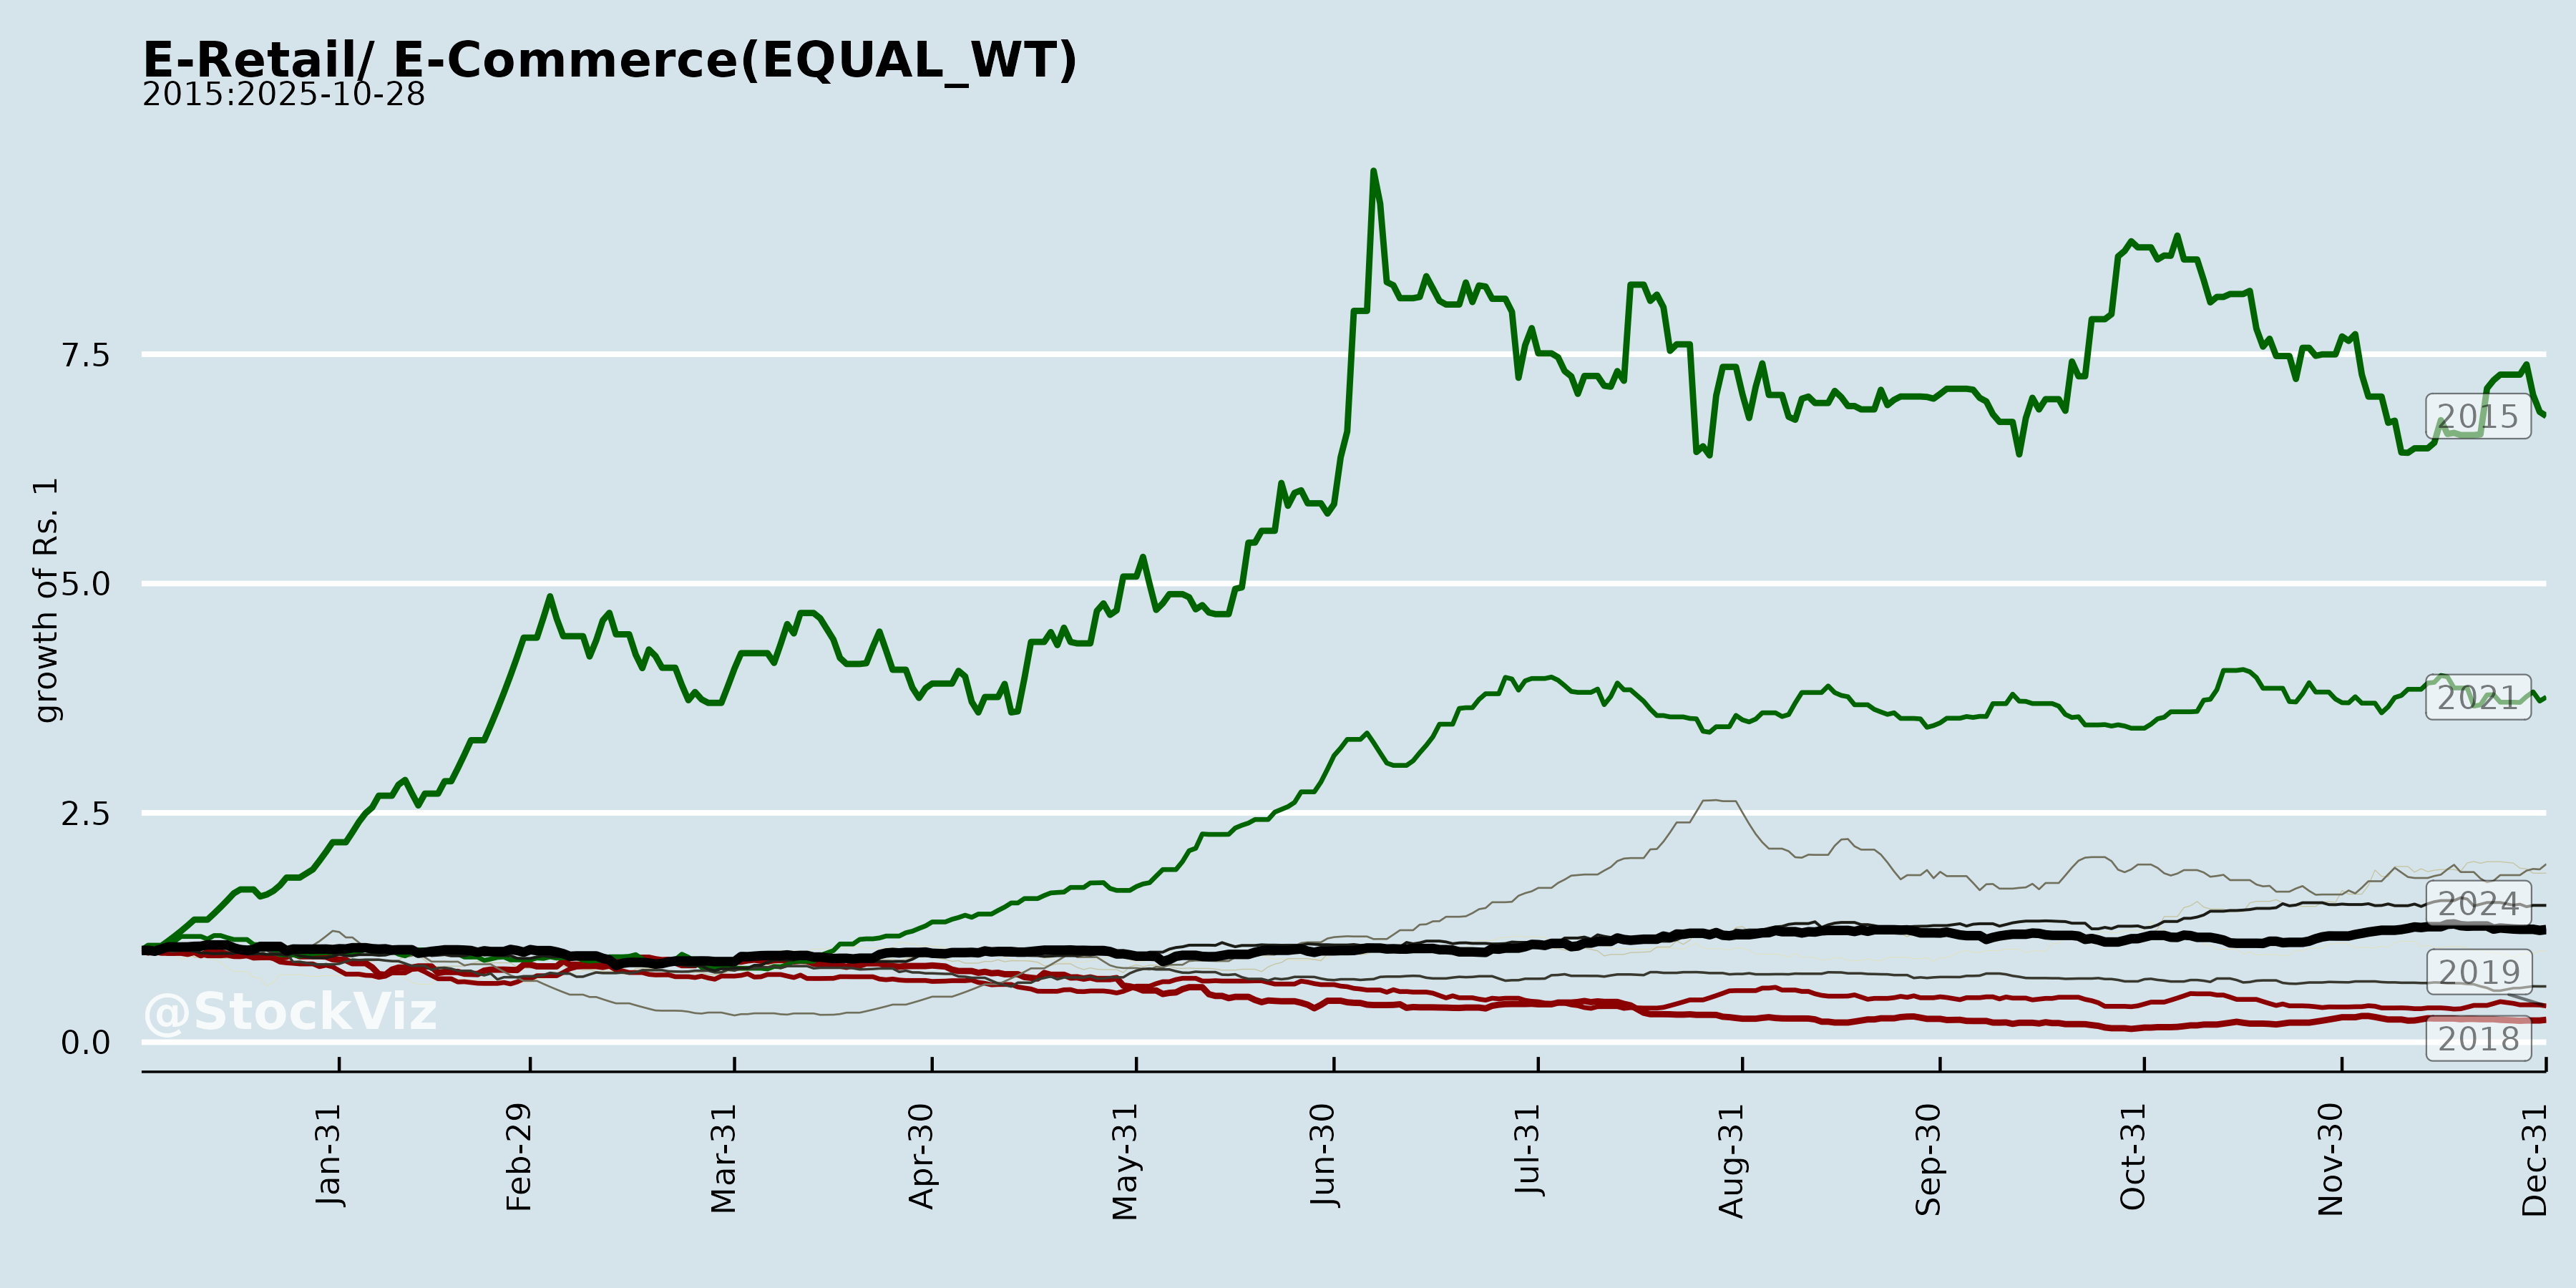 E-Retail/ E-Commerce(EQUAL_WT)
2015:2025-10-28
growth of Rs. 1
7.5
5.0
2.5
0.0
2015
2021
2024
2019
2018
@StockViz
Jan-31
Feb-29
Mar-31
Apr-30
May-31
Jun-30
Jul-31
Aug-31
Sep-30
Oct-31
Nov-30
Dec-31